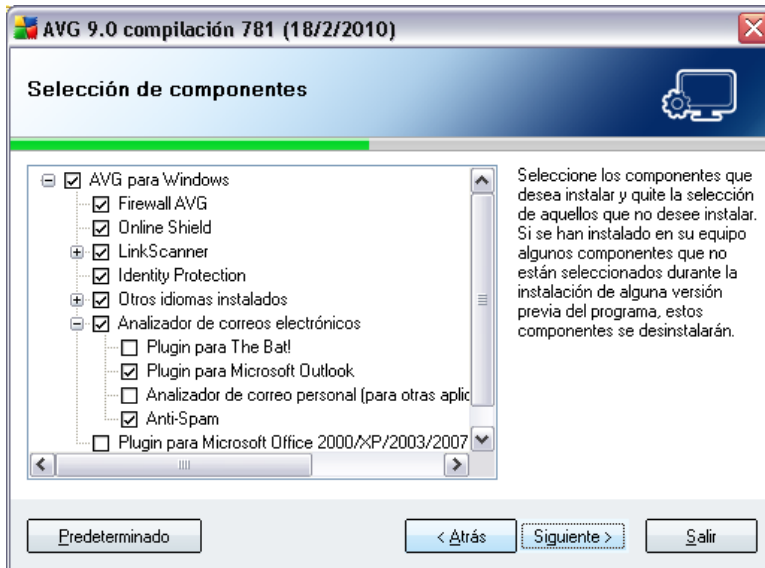 AVG 9.0 compilación 781 (18/2/2010)
Selección de componentes
AVG para Windows
Firewall AVG
Online Shield
LinkScanner
Identity Protection
Otros idiomas instalados
Analizador de correos electrónicos
Plugin para The Bat!
Plugin para Microsoft Outlook
Analizador de correo personal (para otras aplic
Anti-Spam
Plugin para Microsoft Office 2000/XP/2003/2007
Seleccione los componentes que
desea instalar y quite la selección
de aquellos que no desee instalar.
Si se han instalado en su equipo
algunos componentes que no
están seleccionados durante la
instalación de alguna versión
previa del programa, estos
componentes se desinstalarán.
Predeterminado
< Atrás
Siguiente >
Salir